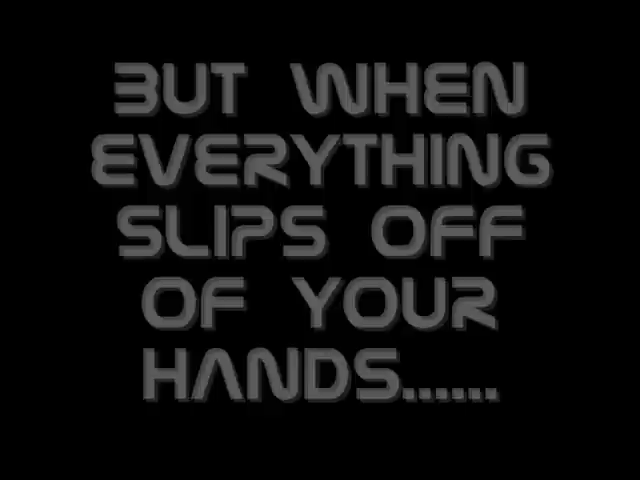 BUT WHEN
EVERYTHING
SLIPS OFF
OF YOUR
HANDS......